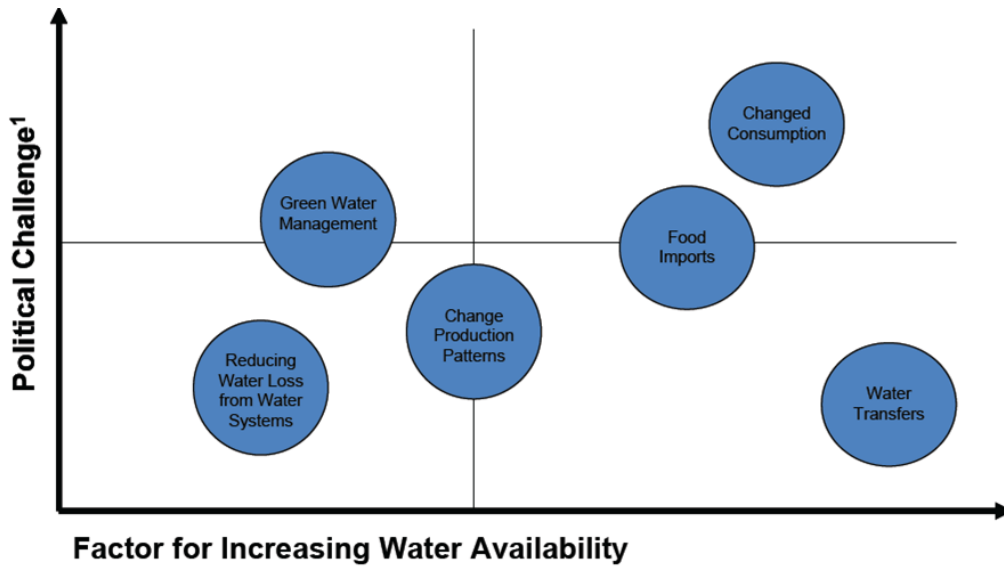 Political Challenge¹
Changed
Consumption
Green Water
Management
Food
Imports
Change
Production
Patterns
Reducing
Water Loss
from Water
Systems
Water
Transfers
Factor for Increasing Water Availability